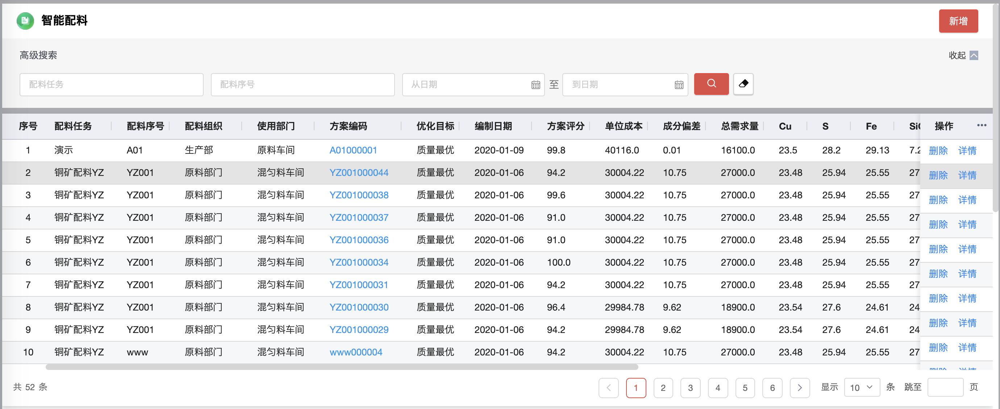 智能配料
新增
高级搜索
收起
配料任务 配料序号 从日期 至 到日期
序号 配料任务 配料序号 配料组织 使用部门 方案编码 优化目标 编制日期 方案评分 单位成本 成分偏差 总需求量 Cu S Fe 操作 •••
1 演示 A01 生产部 原料车间 A01000001 质量最优 2020-01-09 99.8 40116.0 0.01 16100.0 23.5 28.2 29.13 7.2 删除 详情
2 铜矿配料YZ YZ001 原料部门 混匀料车间 YZ001000044 质量最优 2020-01-06 94.2 30004.22 10.75 27000.0 23.48 25.94 25.55 27 删除 详情
3 铜矿配料YZ YZ001 原料部门 混匀料车间 YZ001000038 质量最优 2020-01-06 99.6 30004.22 10.75 27000.0 23.48 25.94 25.55 27 删除 详情
4 铜矿配料YZ YZ001 原料部门 混匀料车间 YZ001000037 质量最优 2020-01-06 91.0 30004.22 10.75 27000.0 23.48 25.94 25.55 27 删除 详情
5 铜矿配料YZ YZ001 原料部门 混匀料车间 YZ001000036 质量最优 2020-01-06 91.0 30004.22 10.75 27000.0 23.48 25.94 25.55 27 删除 详情
6 铜矿配料YZ YZ001 原料部门 混匀料车间 YZ001000034 质量最优 2020-01-06 100.0 30004.22 10.75 27000.0 23.48 25.94 25.55 27 删除 详情
7 铜矿配料YZ YZ001 原料部门 混匀料车间 YZ001000031 质量最优 2020-01-06 94.2 30004.22 10.75 27000.0 23.48 25.94 25.55 27 删除 详情
8 铜矿配料YZ YZ001 原料部门 混匀料车间 YZ001000030 质量最优 2020-01-06 96.4 29984.78 9.62 18900.0 23.54 27.6 24.61 24 删除 详情
9 铜矿配料YZ YZ001 原料部门 混匀料车间 YZ001000029 质量最优 2020-01-06 94.2 29984.78 9.62 18900.0 23.54 27.6 24.61 24 删除 详情
10 铜矿配料YZ www 原料部门 混匀料车间 www000004 质量最优 2020-01-06 94.2 30004.22 10.75 27000.0 23.48 25.94 25.55 27
共 52 条 1 2 3 4 5 6 显示 10 条 跳至 页